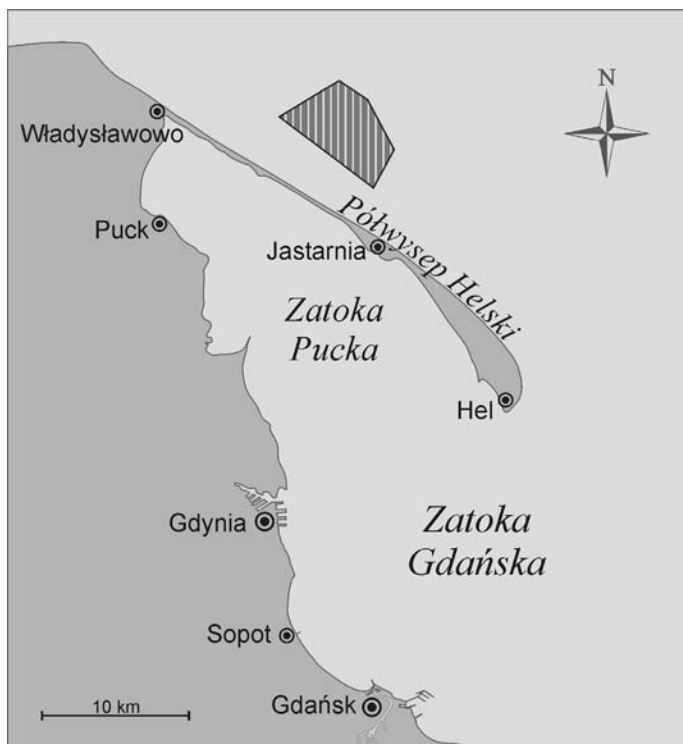 N
Władysławowo
Puck
Półwysep Helski
Jastarnia
Zatoka
Pucka
Hel
Gdynia
Zatoka
Gdańska
Sopot
10 km
Gdańsk